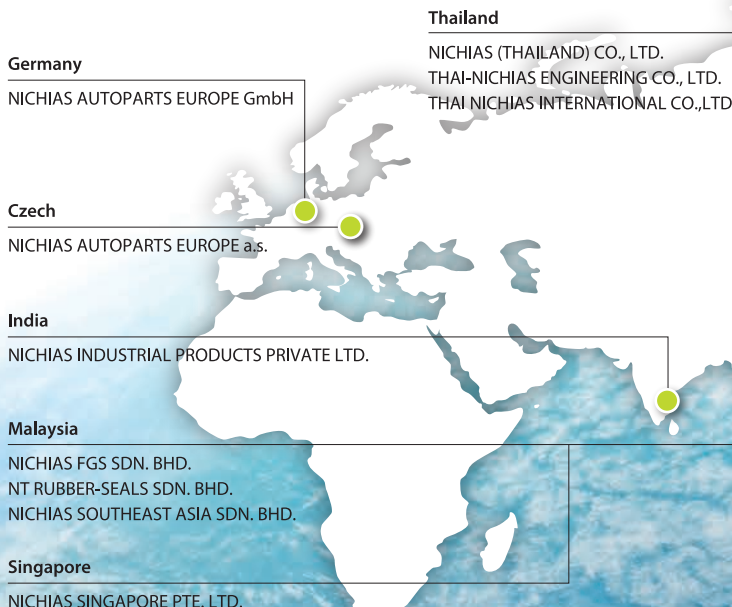 Thailand
NICHIAS (THAILAND) CO., LTD.
THAI-NICHIAS ENGINEERING CO., LTD.
THAI NICHIAS INTERNATIONAL CO.,LTD
Germany
NICHIAS AUTOPARTS EUROPE GmbH
Czech
NICHIAS AUTOPARTS EUROPE a.s.
India
NICHIAS INDUSTRIAL PRODUCTS PRIVATE LTD.
Malaysia
NICHIAS FGS SDN. BHD.
NT RUBBER-SEALS SDN. BHD.
NICHIAS SOUTHEAST ASIA SDN. BHD.
Singapore
NICHIAS SINGAPORE PTE. LTD.